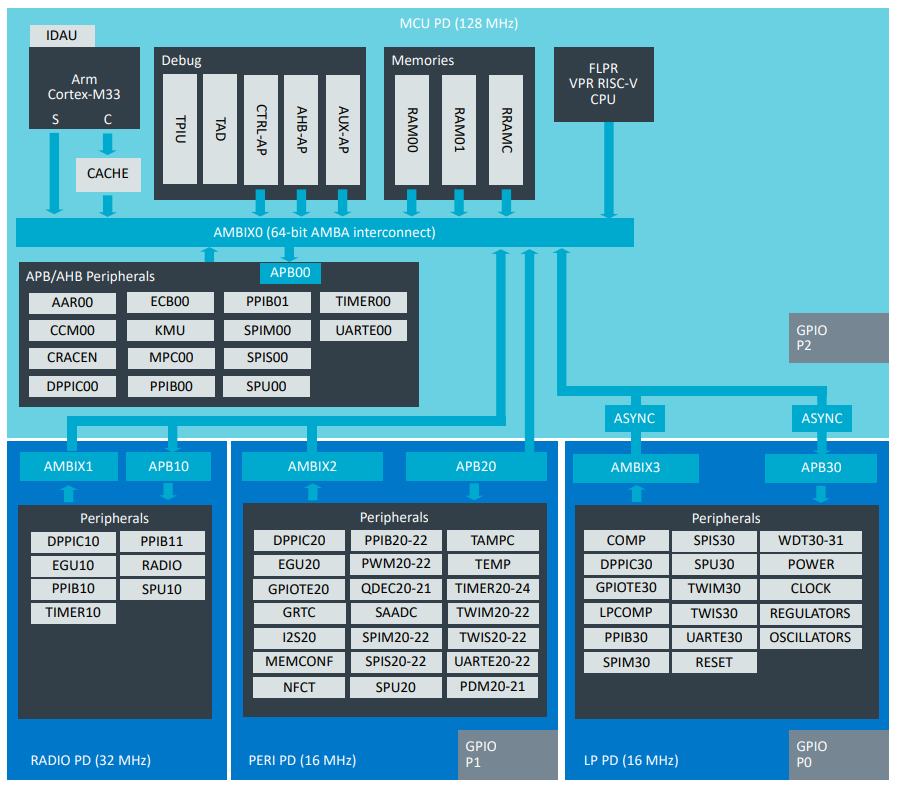 MCU PD (128 MHz)
IDAU
Arm
Cortex-M33
S C
CACHE
Debug
TPIU
TAD
CTRL-AP
AHB-AP
AUX-AP
Memories
RAM00
RAM01
RRAMC
FLPR
VPR RISC-V
CPU
AMBIX0 (64-bit AMBA interconnect)
APB/AHB Peripherals
APB00
AAR00 ECB00 PPIB01 TIMER00
CCM00 KMU SPIM00 UARTE00
CRACEN MPC00 SPIS00
DPPIC00 PPIB00 SPU00
GPIO
P2
ASYNC
ASYNC
AMBIX1
APB10
Peripherals
DPPIC10 PPIB11
EGU10 RADIO
PPIB10 SPU10
TIMER10
RADIO PD (32 MHz)
AMBIX2
APB20
Peripherals
DPPIC20 PPIB20-22 TAMPC
EGU20 PWM20-22 TEMP
GPIOTE20 QDEC20-21 TIMER20-24
GRTC SAADC TWIM20-22
I2S20 SPIM20-22 TWIS20-22
MEMCONF SPIS20-22 UARTE20-22
NFCT SPU20 PDM20-21
PERI PD (16 MHz)
GPIO
P1
AMBIX3
APB30
Peripherals
COMP SPIS30 WDT30-31
DPPIC30 SPU30 POWER
GPIOTE30 TWIM30 CLOCK
LPCOMP TWIS30 REGULATORS
PPIB30 UARTE30 OSCILLATORS
SPIM30 RESET
LP PD (16 MHz)
GPIO
P0